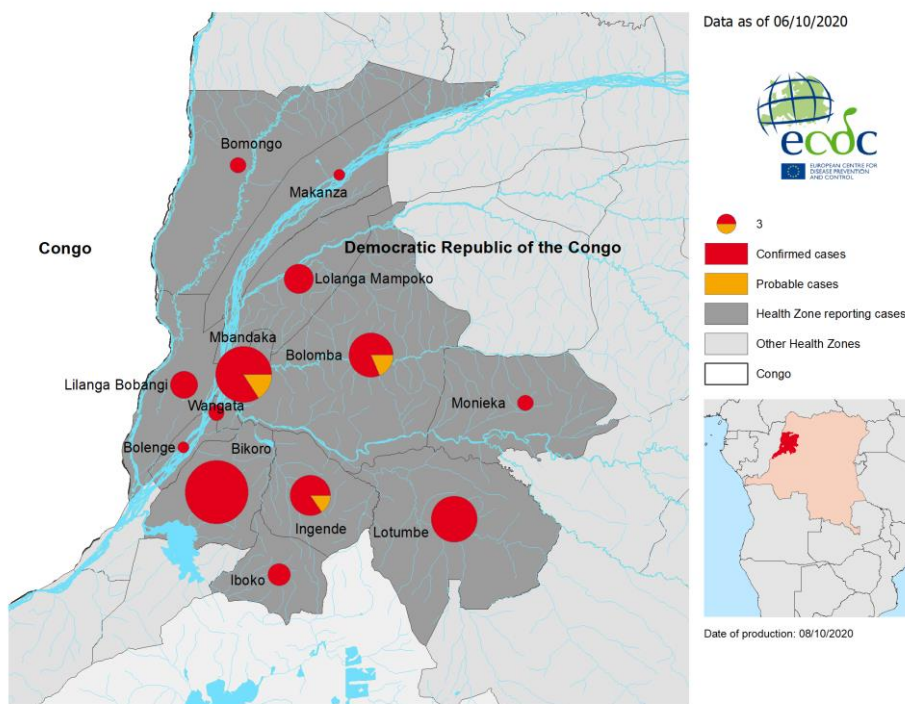 Data as of 06/10/2020
ecdc
EUROPEAN CENTRE FOR
DISEASE PREVENTION
AND CONTROL
Bomongo
Makanza
Congo
Democratic Republic of the Congo
Lolanga Mampoko
Mbandaka
Bolomba
Lilanga Bobangi
Wangata
Monieka
Bolenge
Bikoro
Ingende
Lotumbe
Iboko
3
Confirmed cases
Probable cases
Health Zone reporting cases
Other Health Zones
Congo
Date of production: 08/10/2020